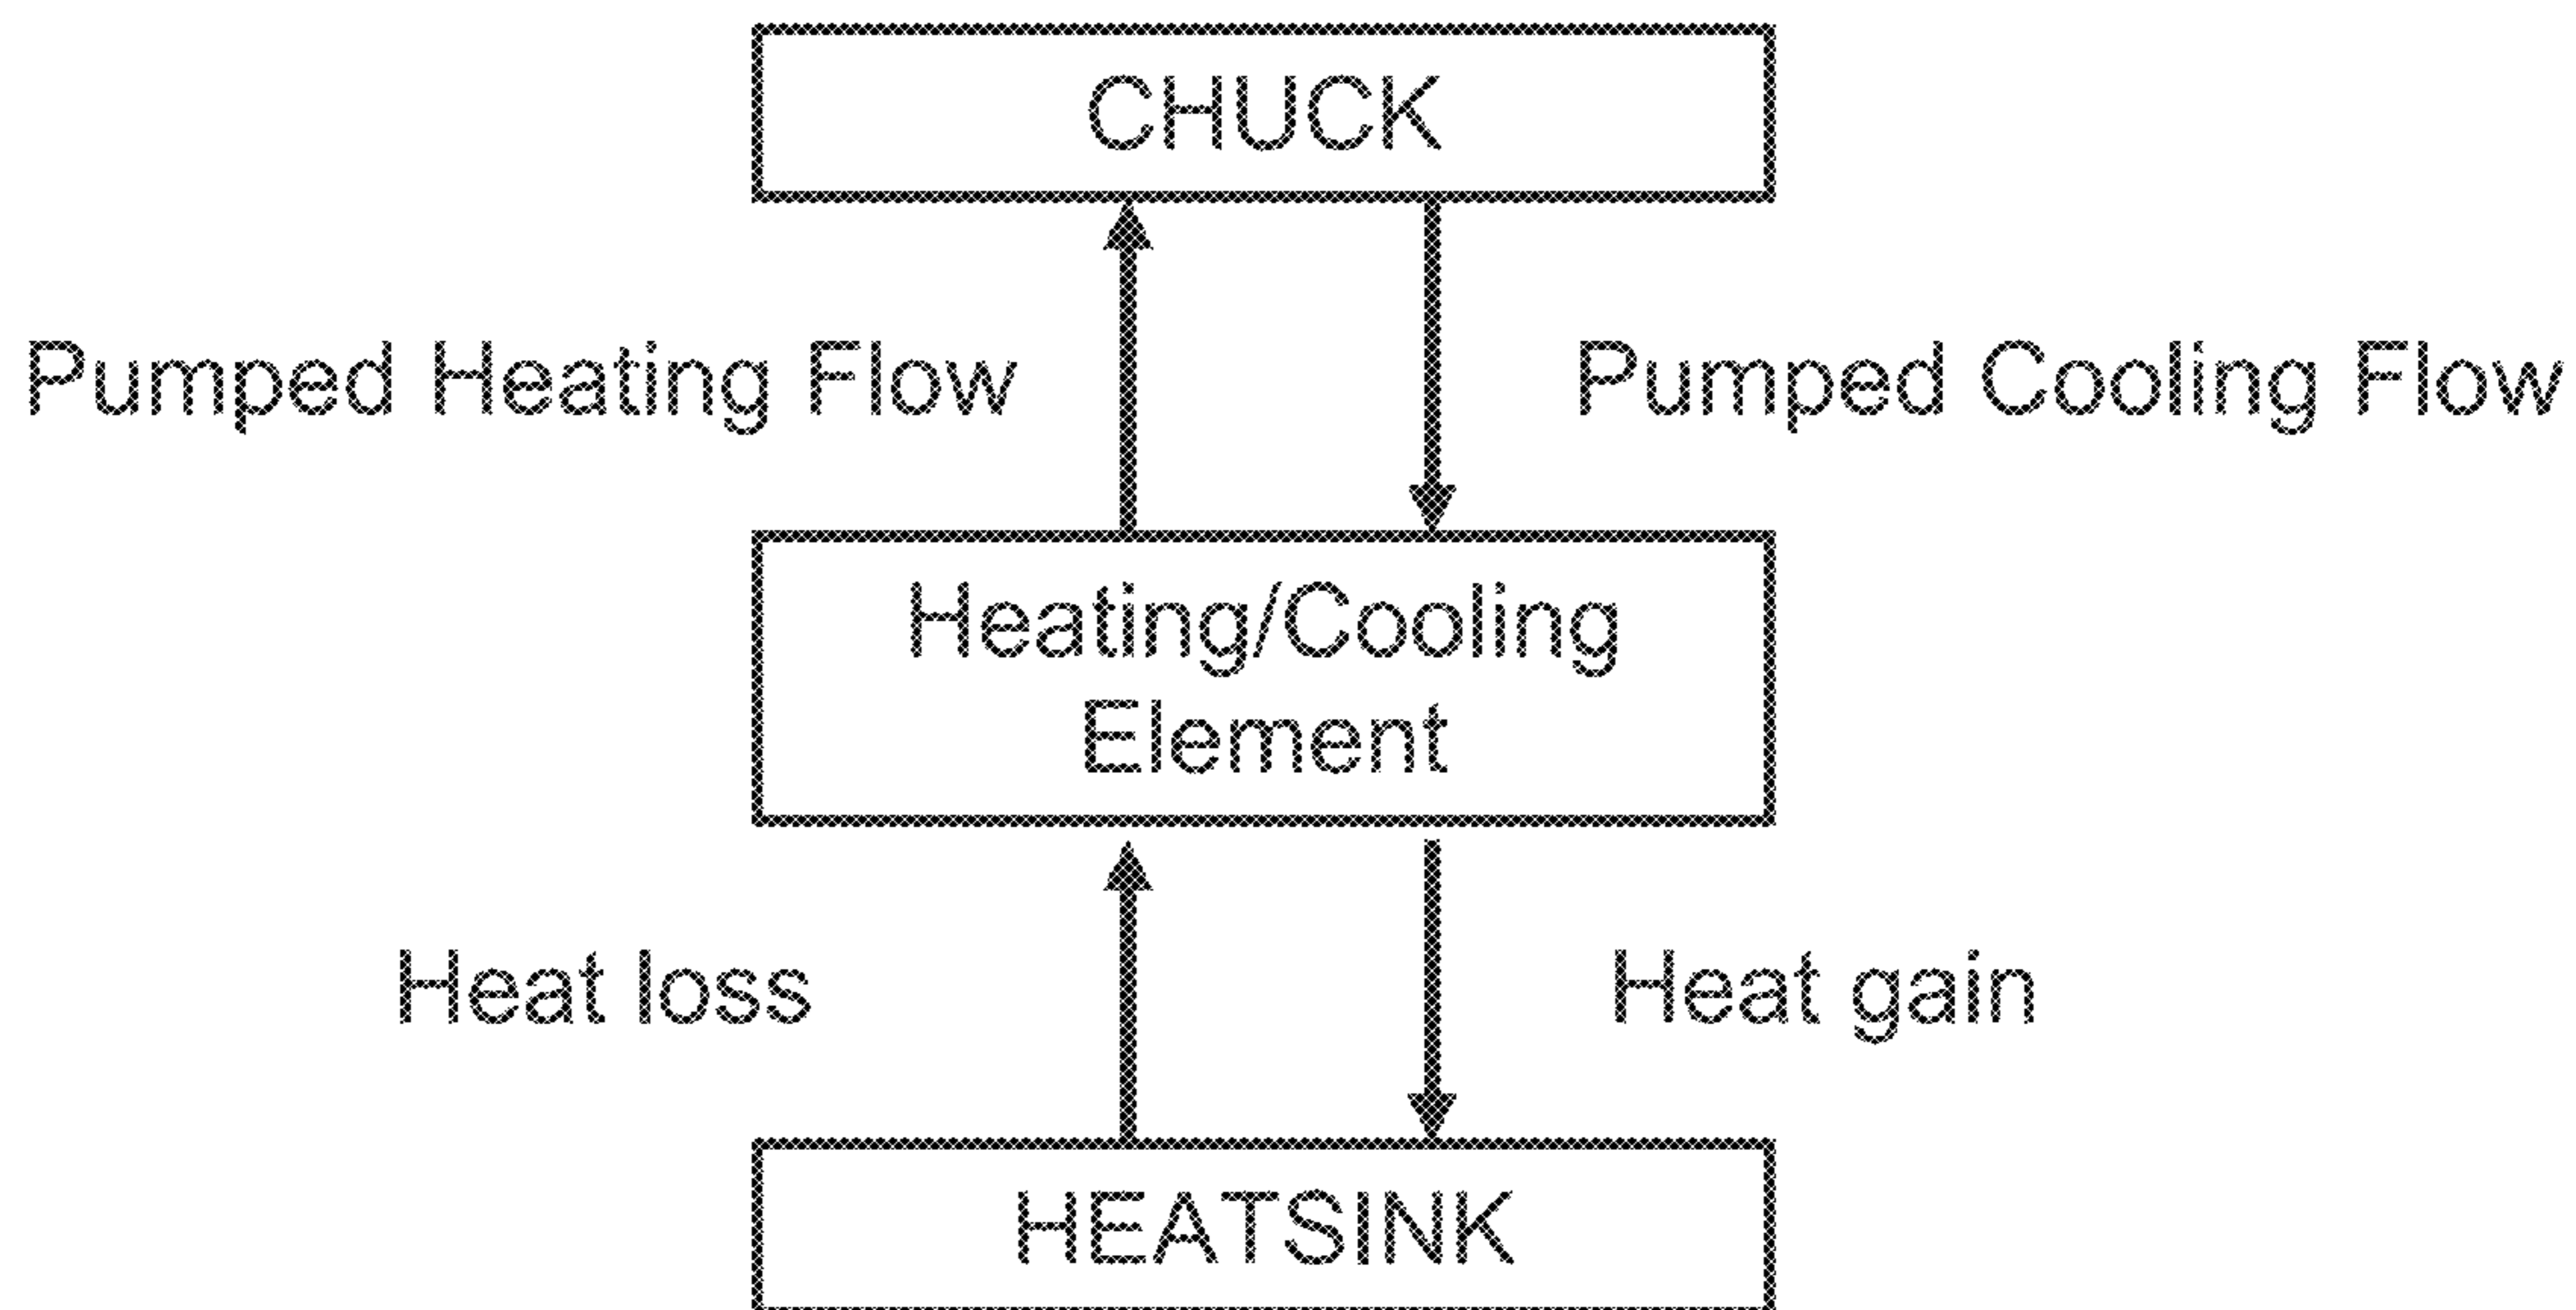 CHUCK
Pumped Heating Flow
Pumped Cooling Flow
Heating/Cooling
Element
Heat loss
Heat gain
HEATSINK